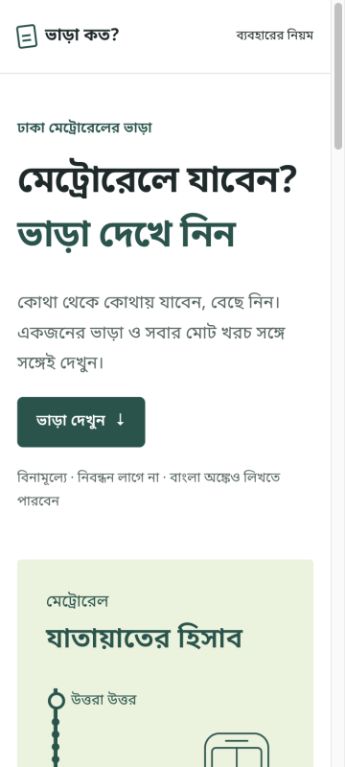 ভাড়া কত?
ব্যবহারের নিয়ম
ঢাকা মেট্রোরেলের ভাড়া
মেট্রোরেলে যাবেন?
ভাড়া দেখে নিন
কোথা থেকে কোথায় যাবেন, বেছে নিন।
একজনের ভাড়া ও সবার মোট খরচ সঙ্গে
সঙ্গেই দেখুন।
ভাড়া দেখুন ↓
বিনামূল্যে · নিবন্ধন লাগে না · বাংলা অঙ্কেও লিখতে
পারবেন
মেট্রোরেল
যাতায়াতের হিসাব
উত্তরা উত্তর